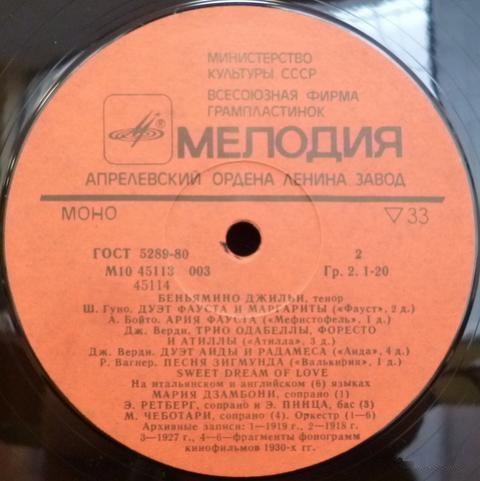 МИНИСТЕРСТВО
КУЛЬТУРЫ СССР
ВСЕСОЮЗНАЯ ФИРМА
ГРАМПЛАСТИНОК
МЕЛОДИЯ
АПРЕЛЕВСКИЙ ОРДЕНА ЛЕНИНА ЗАВОД
МОНО ▽33
ГОСТ 5289-80 2
М10 45113 003 Гр. 2. 1-20
45114
БЕНЬЯМИНО ДЖИЛЬИ, тенор
Ш. Гуно. ДУЭТ ФАУСТА И МАРГАРИТЫ («Фауст», 2 д.)
А. Бойто. АРИЯ ФАУСТА («Мефистофель», 1 д.)
Дж. Верди. ТРИО ОДАБЕЛЛЫ, ФОРЕСТО
И АТИЛЛЫ («Атилла», 3 д.)
Дж. Верди. ДУЭТ АИДЫ И РАДАМЕСА («Аида», 4 д.)
Р. Вагнер. ПЕСНЯ ЗИГМУНДА («Валькифия», 1 д.)
SWEET DREAM OF LOVE
На итальянском и английском (6) языках
МАРИЯ ДЗАМБОНИ, сопрано (1)
Э. РЕТБЕРГ, сопрано и Э. ПИНЦА, бас (3)
М. ЧЕБОТАРИ, сопрано (4). Оркестр (1—6)
Архивные записи: 1—1919 г., 2—1918 г.
3—1927 г., 4—6—фрагменты фонограмм
кинофильмов 1930-х гг.